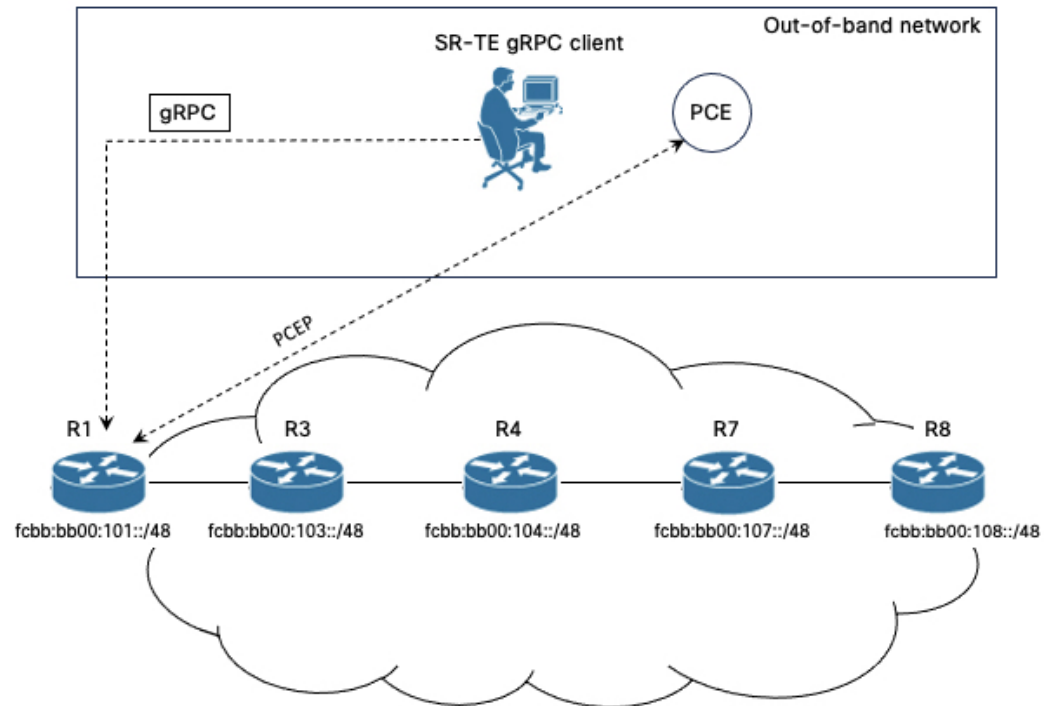 Out-of-band network
SR-TE gRPC client
gRPC
PCE
PCEP
R1
R3
R4
R7
R8
fcbb:bb00:101::/48
fcbb:bb00:103::/48
fcbb:bb00:104::/48
fcbb:bb00:107::/48
fcbb:bb00:108::/48